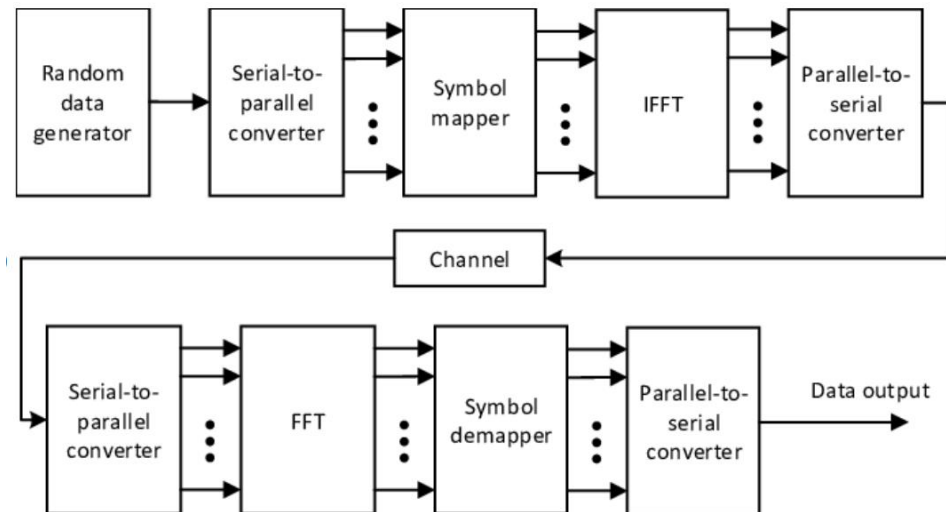 Random
data
generator
Serial-to-
parallel
converter
Symbol
mapper
IFFT
Parallel-to-
serial
converter
Channel
Serial-to-
parallel
converter
FFT
Symbol
demapper
Parallel-to-
serial
converter
Data output